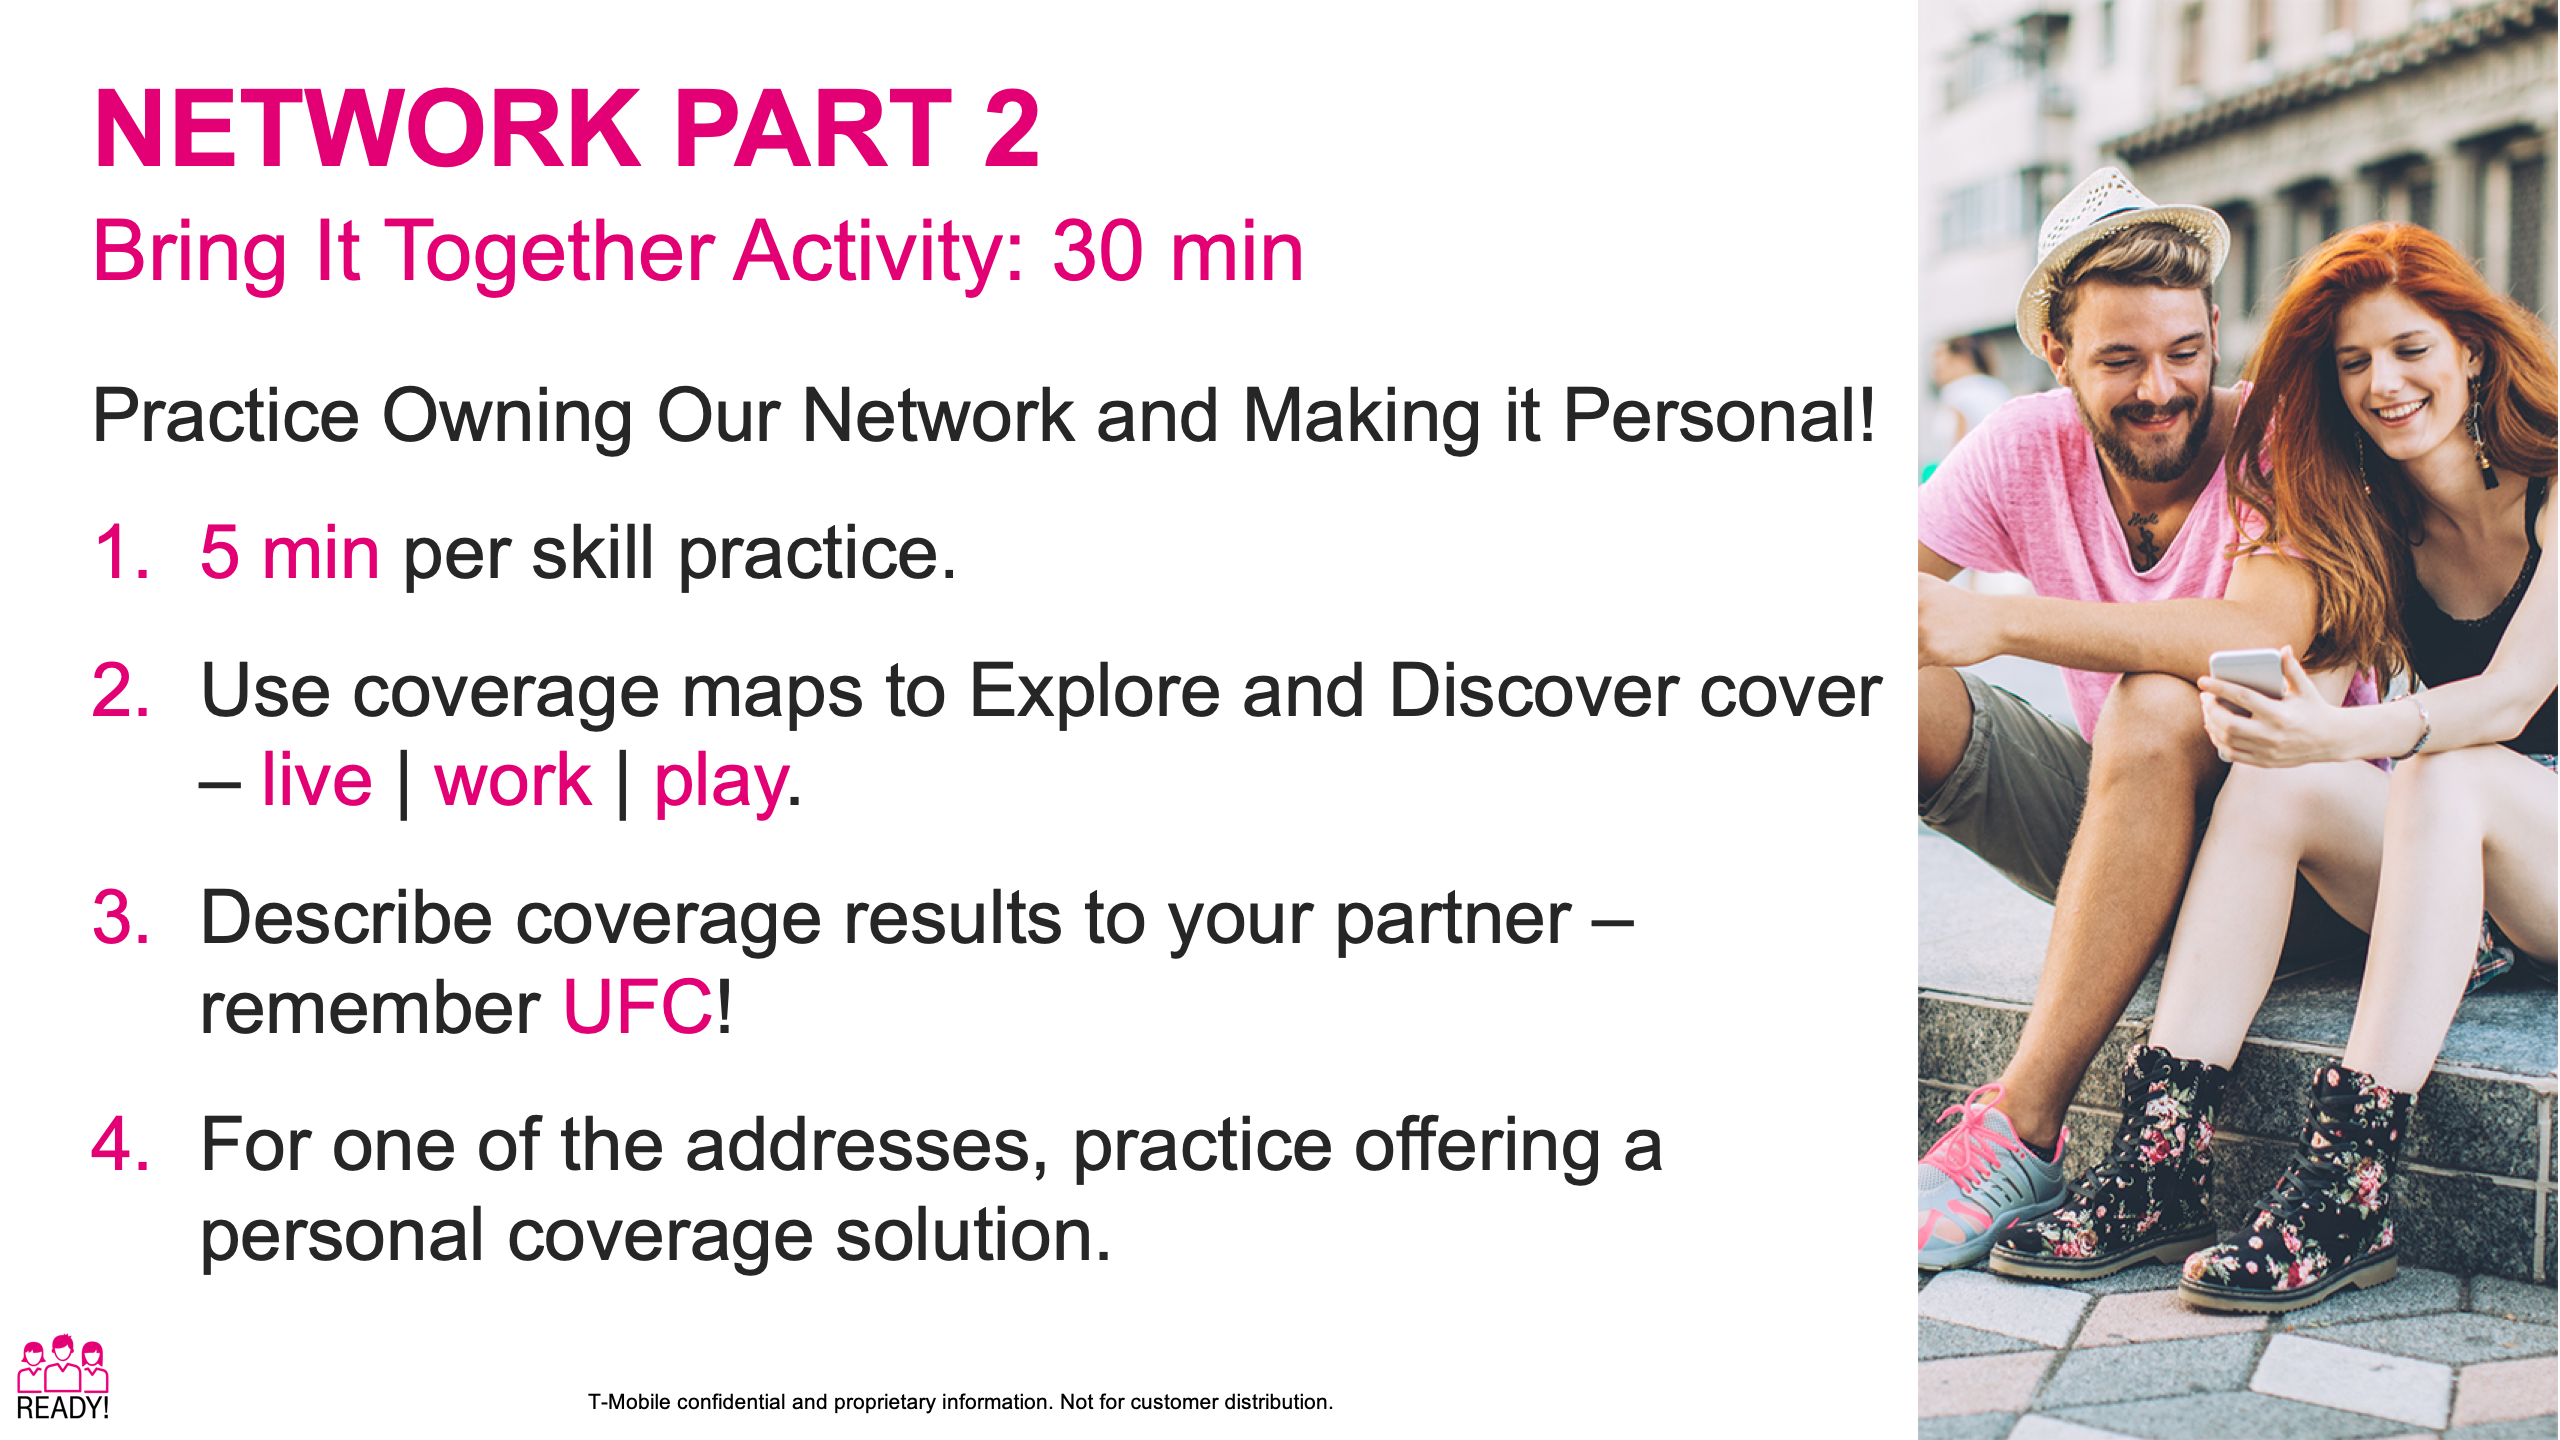 NETWORK PART 2
Bring It Together Activity: 30 min
Practice Owning Our Network and Making it Personal!
1. 5 min per skill practice.
2. Use coverage maps to Explore and Discover cover
– live | work | play.
3. Describe coverage results to your partner –
remember UFC!
4. For one of the addresses, practice offering a
personal coverage solution.
READY!
T-Mobile confidential and proprietary information. Not for customer distribution.